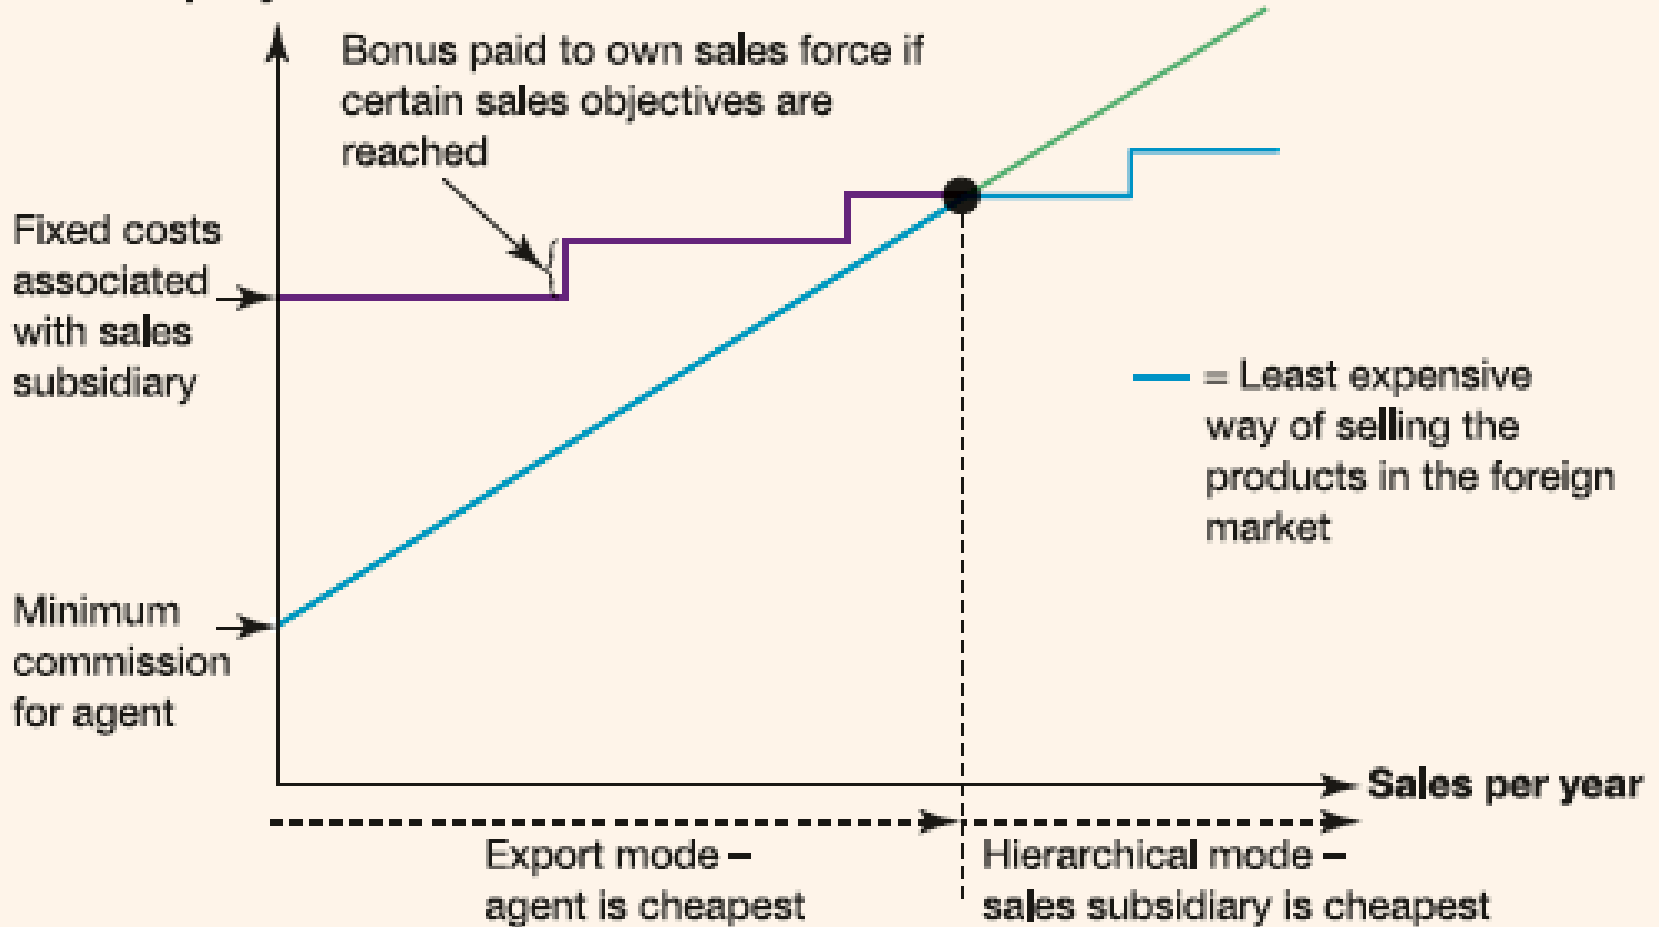 Bonus paid to own sales force if
certain sales objectives are
reached
Fixed costs
associated
with sales
subsidiary
= Least expensive
way of selling the
products in the foreign
market
Minimum
commission
for agent
Sales per year
Export mode –
agent is cheapest
Hierarchical mode –
sales subsidiary is cheapest